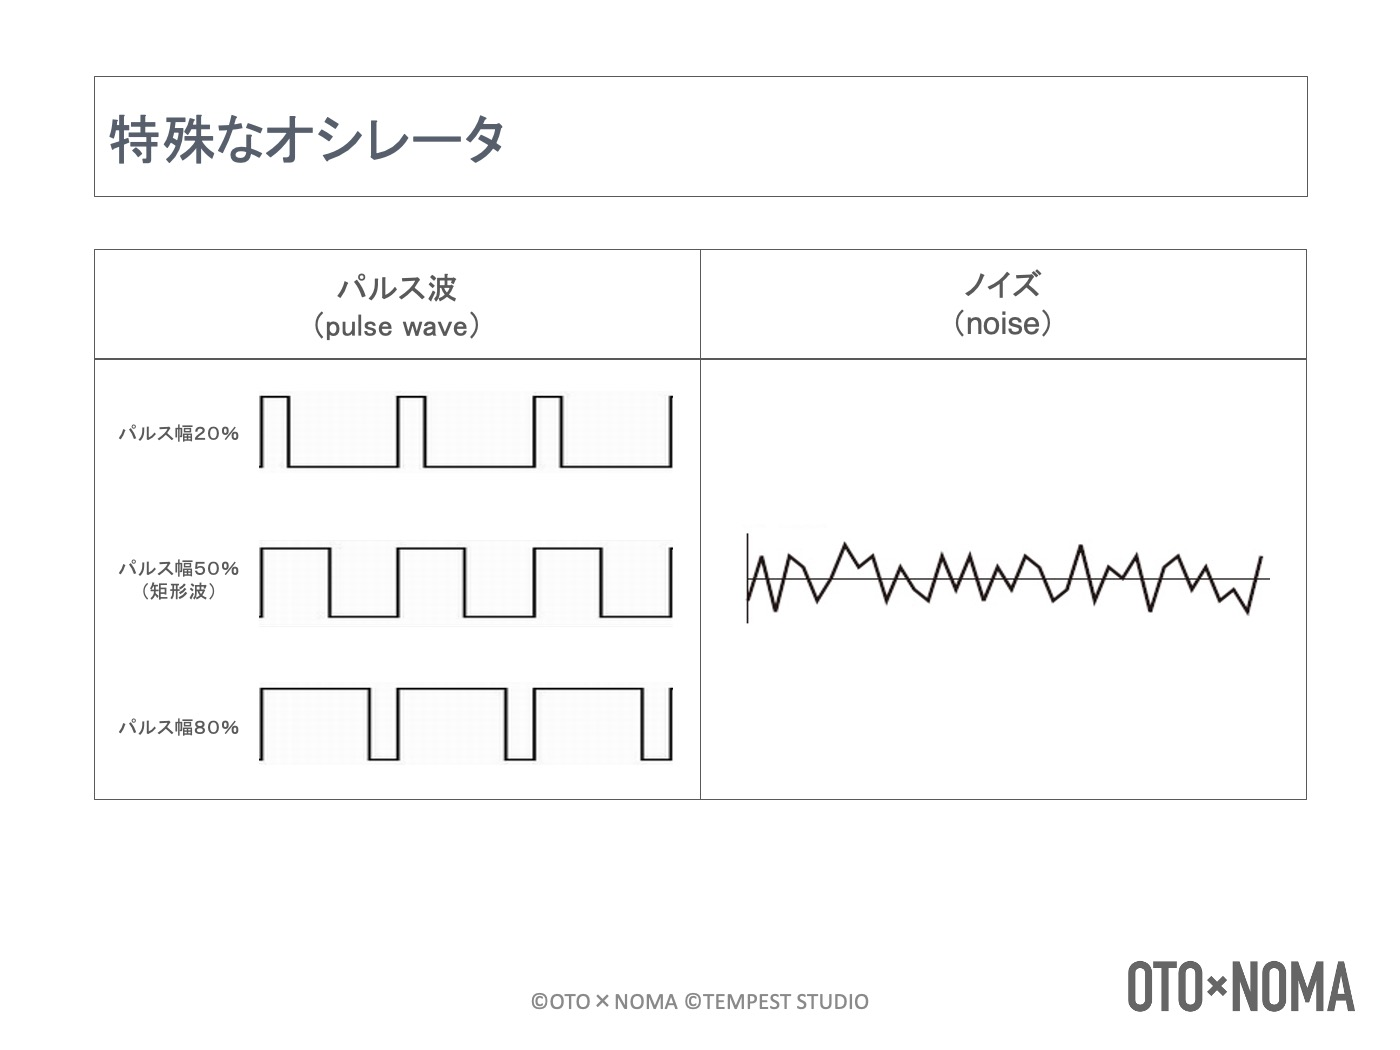 特殊なオシレータ
パルス波
（pulse wave）
ノイズ
（noise）
パルス幅20%
パルス幅50%
（矩形波）
パルス幅80%
©OTO×NOMA ©TEMPEST STUDIO
OTO×NOMA